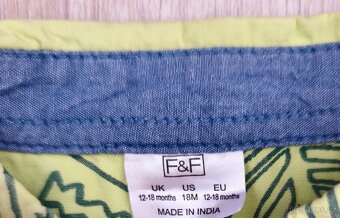 F&F
UK US EU
12-18 months 18M 12-18 months
MADE IN INDIA